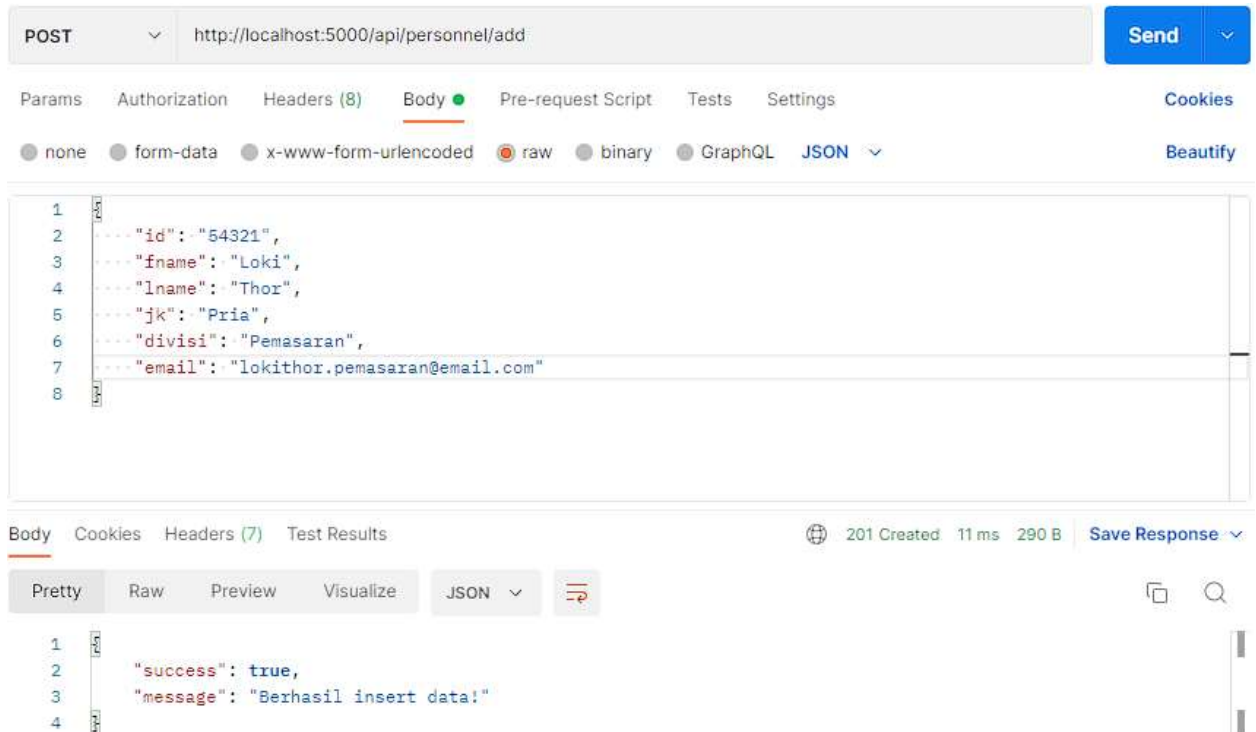 POST http://localhost:5000/api/personnel/add Send
Params Authorization Headers (8) Body Pre-request Script Tests Settings Cookies
none form-data x-www-form-urlencoded raw binary GraphQL JSON Beautify
1 {
2 "id": "54321",
3 "fname": "Loki",
4 "lname": "Thor",
5 "jk": "Pria",
6 "divisi": "Pemasaran",
7 "email": "lokithor.pemasaran@email.com"
8 }
Body Cookies Headers (7) Test Results 201 Created 11 ms 290 B Save Response
Pretty Raw Preview Visualize JSON
1 {
2 "success": true,
3 "message": "Berhasil insert data!"
4 }